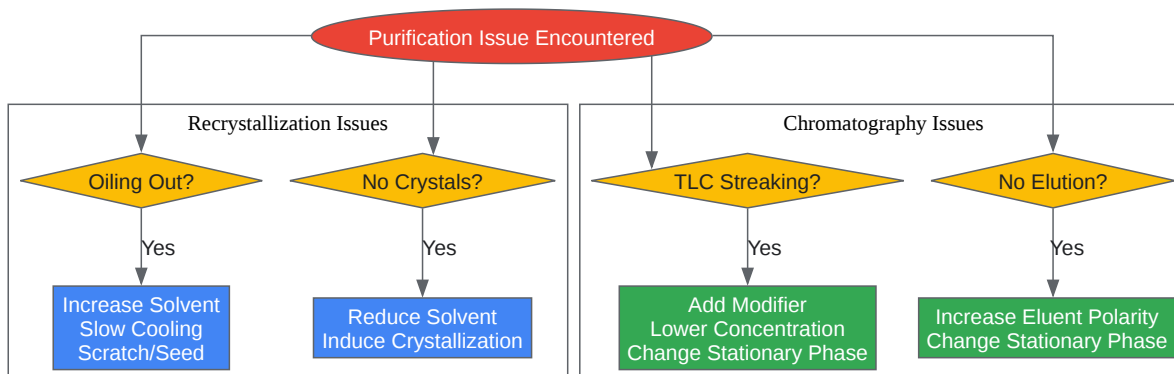 Purification Issue Encountered
Recrystallization Issues
Chromatography Issues
Oiling Out?
No Crystals?
TLC Streaking?
No Elution?
Yes
Yes
Yes
Yes
Increase Solvent
Slow Cooling
Scratch/Seed
Reduce Solvent
Induce Crystallization
Add Modifier
Lower Concentration
Change Stationary Phase
Increase Eluent Polarity
Change Stationary Phase